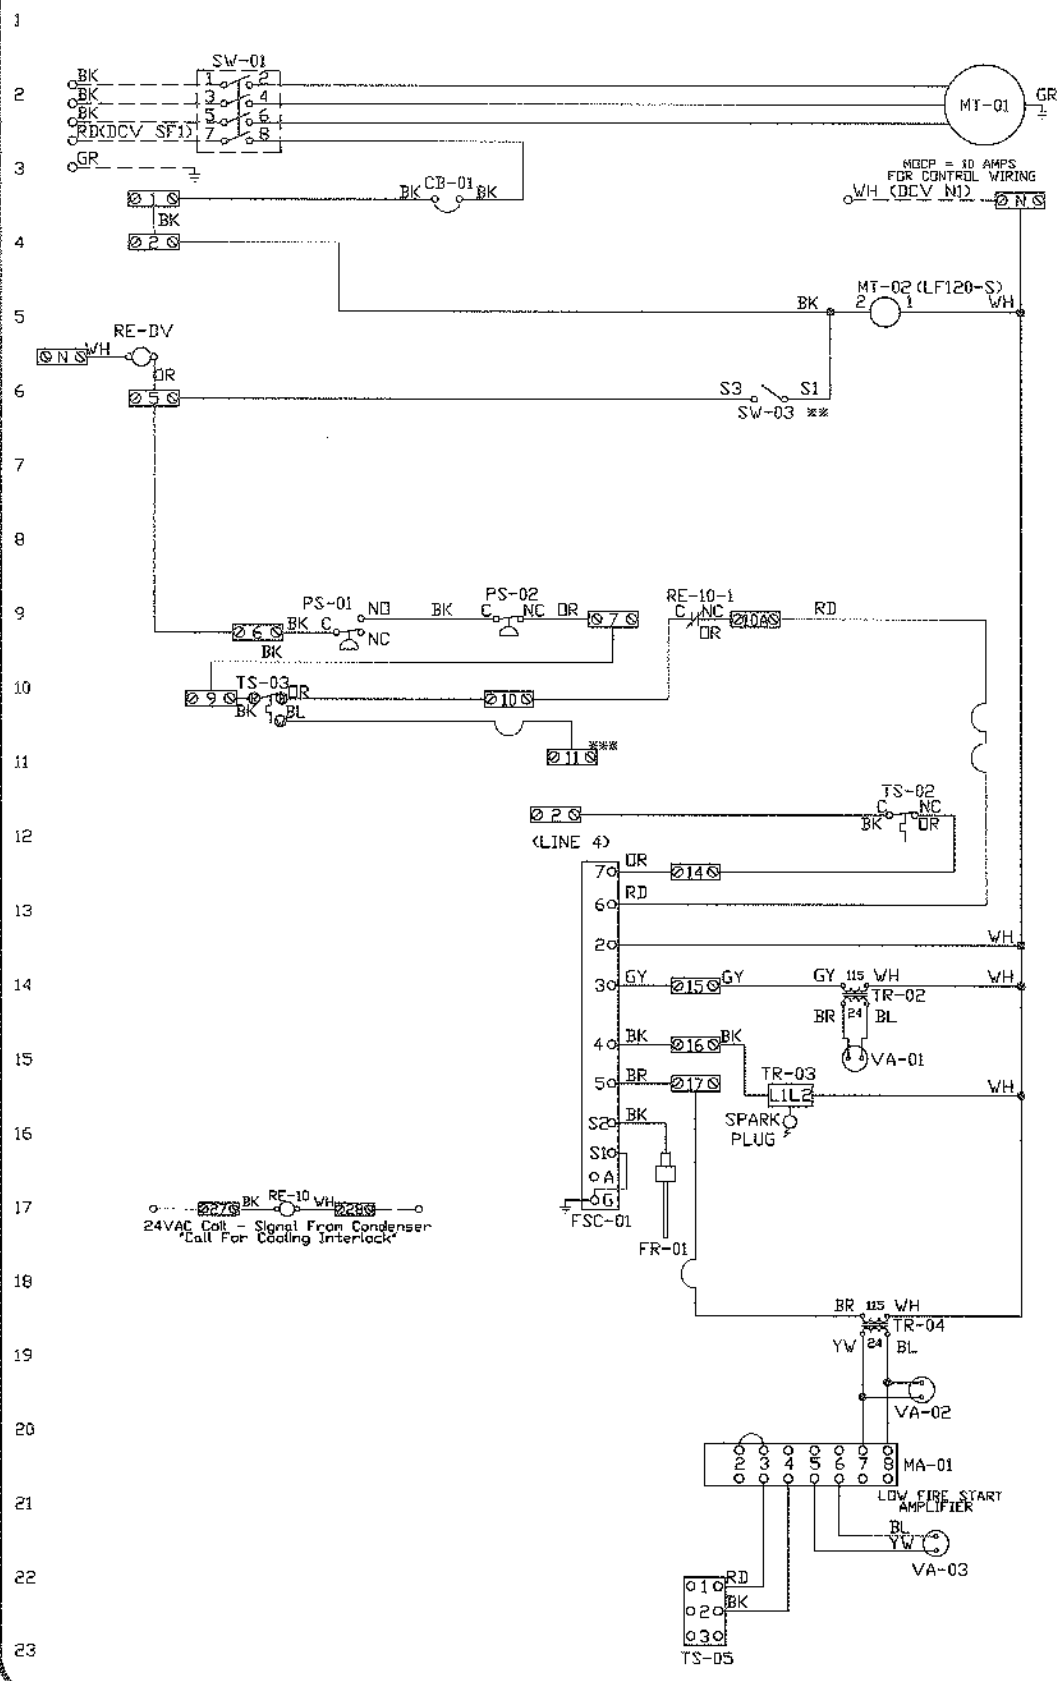 1
SW-01
BK 1 2
2 BK 3 4 MT-01 GR
BK 5 6
RD(DCV SF1) 7 8
3 GR
MOCP = 10 AMPS
FOR CONTROL WIRING
1 BK CB-01 BK WH (DCV N1) N
BK
4 2
MT-02 (LF120-S)
5 BK 2 1 WH
RE-DV
N WH
OR
6 5 S3 S1
SW-03 **
7
8
9 PS-01 NO BK PS-02 C NC OR 7 RE-10-1 C NC OR 10A RD
6 BK C NC
BK
10 TS-03 OR
9 BK 10
BL
11 11 ***
TS-02
2 C NC
BK OR
12 (LINE 4)
7 OR 14
13 6 RD
2 WH
14 3 GY 15 GY GY 115 WH WH
TR-02
BR 24 BL
15 4 BK 16 BK VA-01
5 BR 17 TR-03 L1L2 WH
S2 BK SPARK
16 PLUG
S1
A
17 27 BK RE-10 WH 28 G
24VAC Coil - Signal From Condenser
"Call For Cooling Interlock"
FSC-01
FR-01
18
BR 115 WH
TR-04
19 YW 24 BL
VA-02
20
2 3 4 5 6 7 8 MA-01
21 LOW FIRE START
AMPLIFIER
BL
YW
VA-03
22 1 RD
2 BK
23 3
TS-05